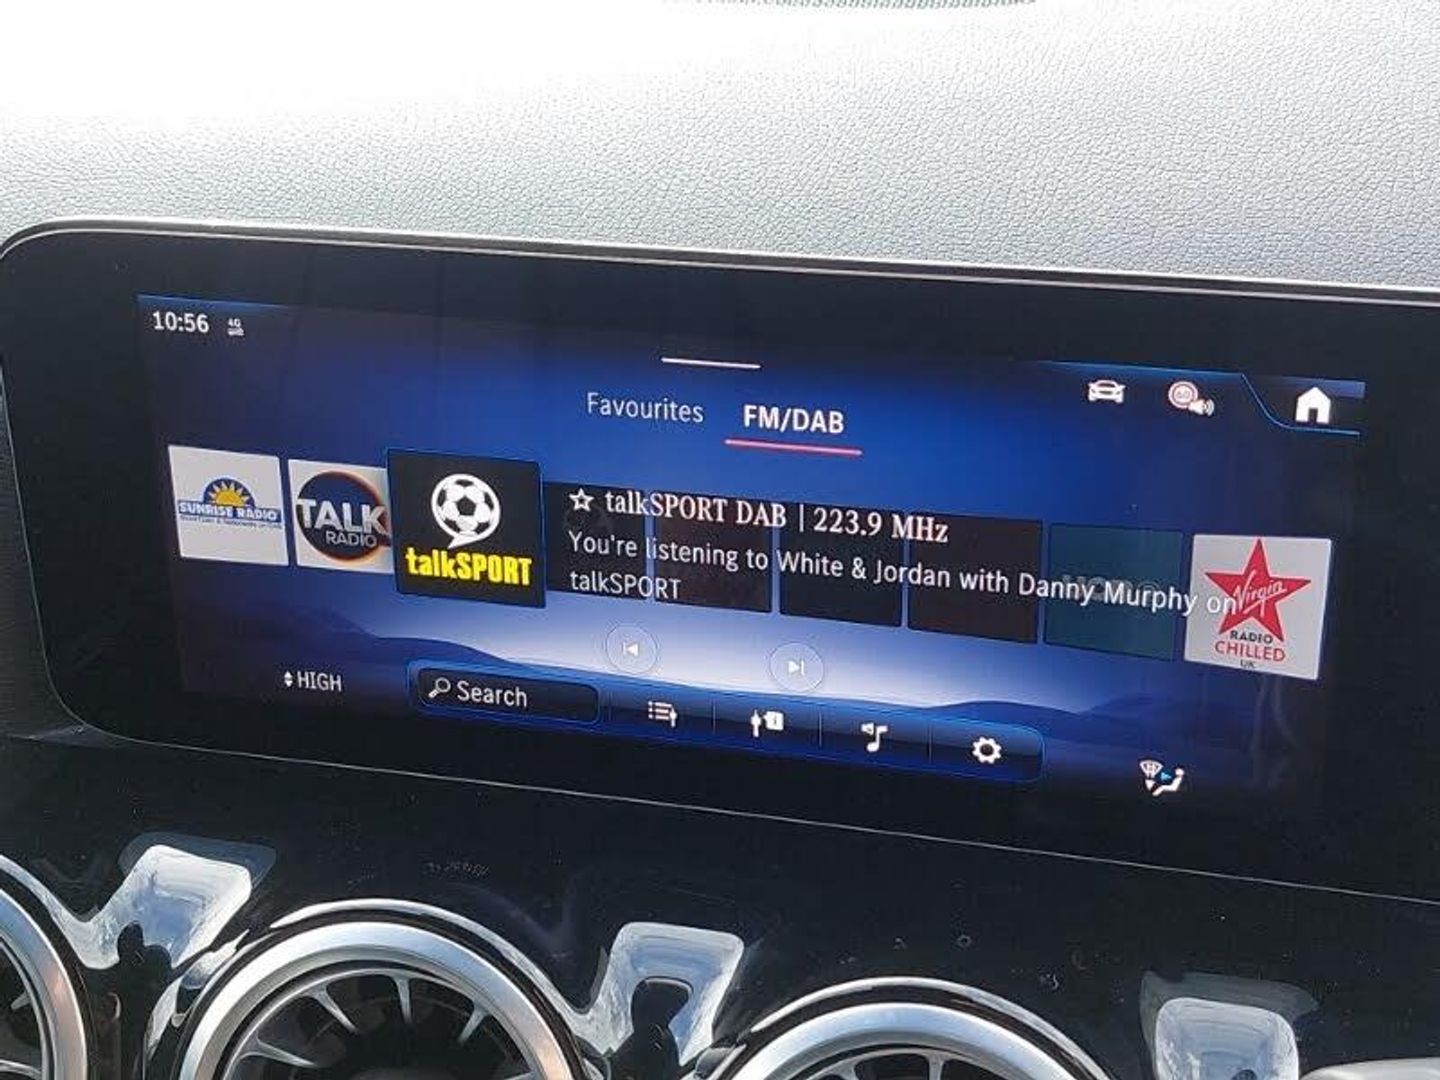 10:56 4G
Favourites FM/DAB
60
SUNRISE RADIO
TALK
RADIO
talkSPORT
☆ talkSPORT DAB | 223.9 MHz
You're listening to White & Jordan with Danny Murphy on
talkSPORT
Virgin
RADIO
CHILLED
UK
HIGH
Search